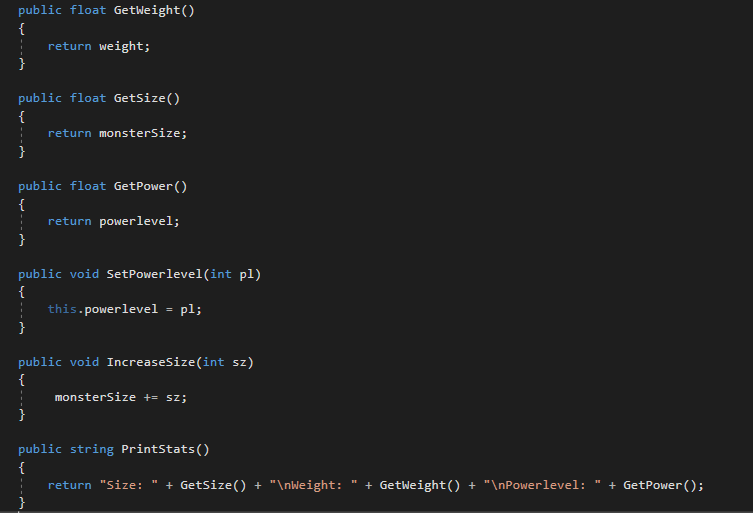 public float GetWeight()
{
    return weight;
}

public float GetSize()
{
    return monsterSize;
}

public float GetPower()
{
    return powerlevel;
}

public void SetPowerlevel(int pl)
{
    this.powerlevel = pl;
}

public void IncreaseSize(int sz)
{
     monsterSize += sz;
}

public string PrintStats()
{
    return "Size: " + GetSize() + "\nWeight: " + GetWeight() + "\nPowerlevel: " + GetPower();
}